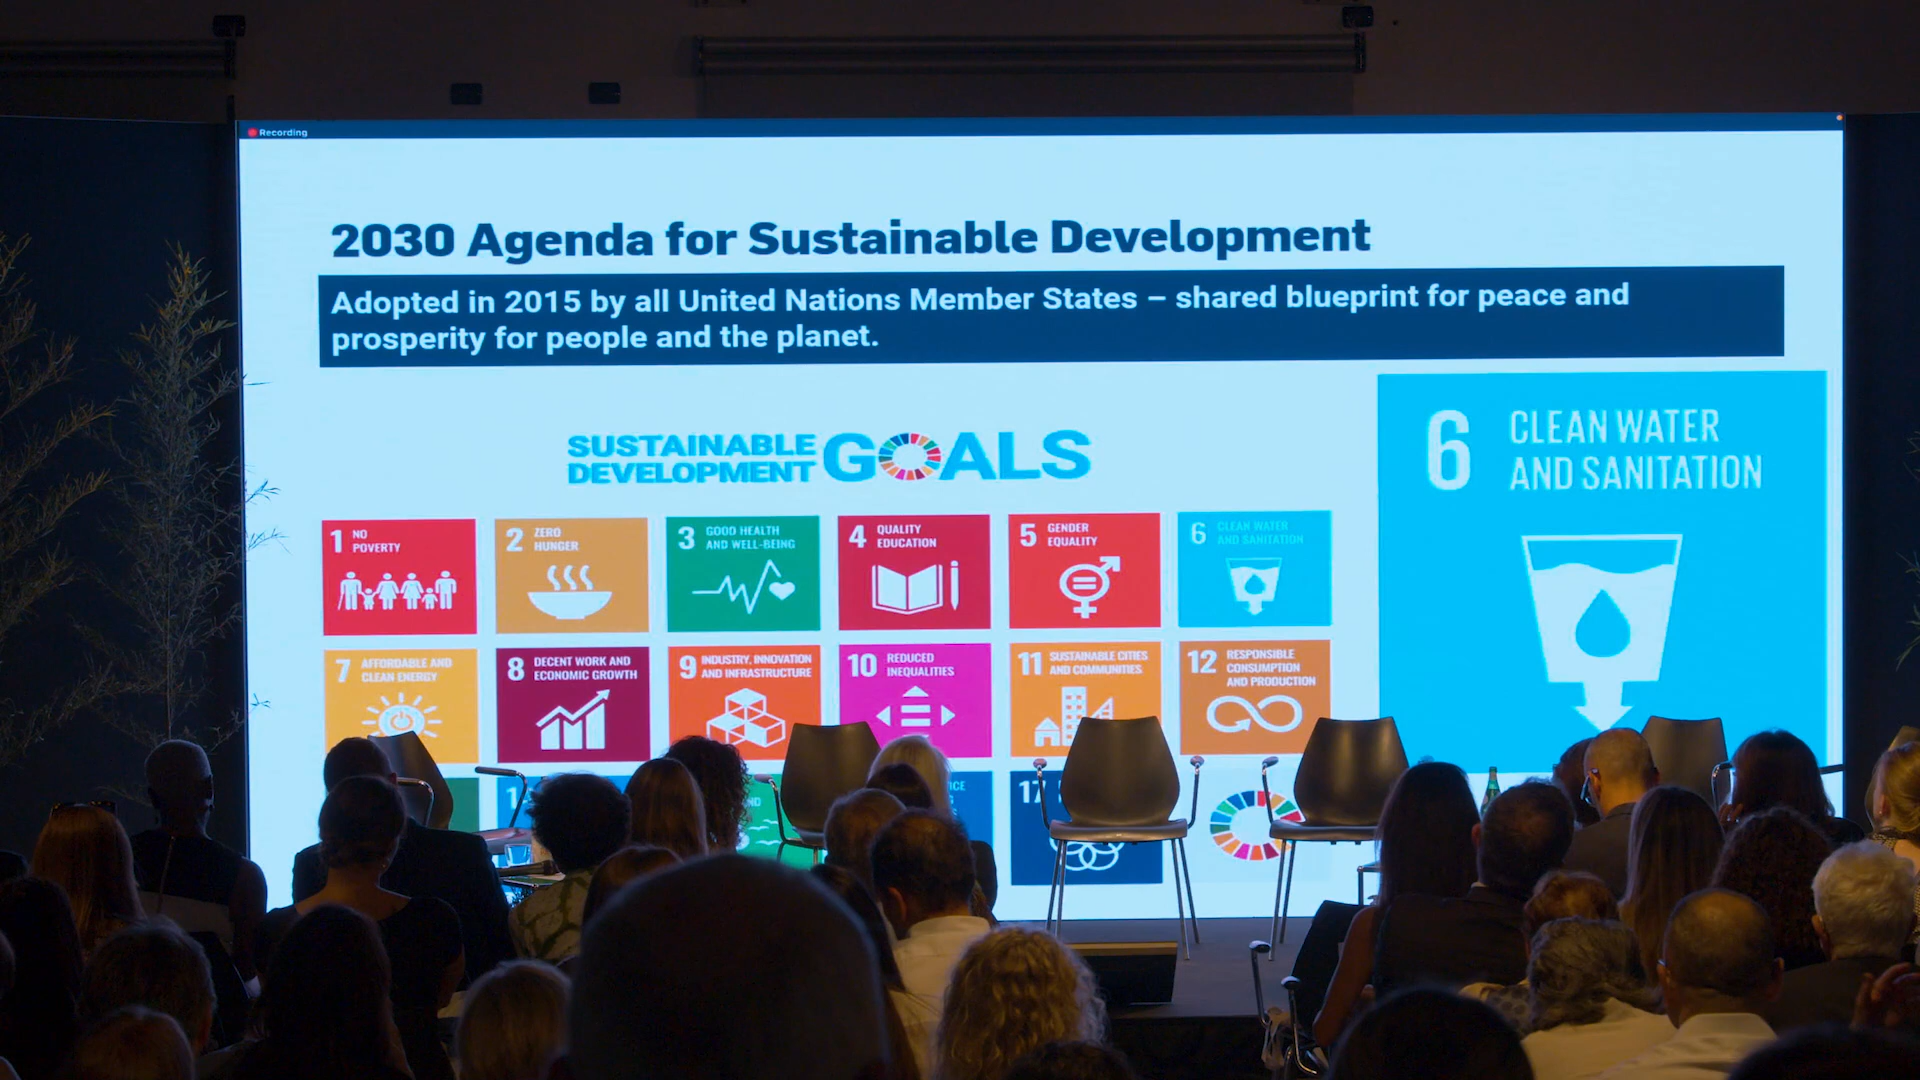 Recording
2030 Agenda for Sustainable Development
Adopted in 2015 by all United Nations Member States – shared blueprint for peace and
prosperity for people and the planet.
SUSTAINABLE
DEVELOPMENT GOALS
6 CLEAN WATER
AND SANITATION
1 NO
POVERTY
2 ZERO
HUNGER
3 GOOD HEALTH
AND WELL-BEING
4 QUALITY
EDUCATION
5 GENDER
EQUALITY
6 CLEAN WATER
AND SANITATION
7 AFFORDABLE AND
CLEAN ENERGY
8 DECENT WORK AND
ECONOMIC GROWTH
9 INDUSTRY, INNOVATION
AND INFRASTRUCTURE
10 REDUCED
INEQUALITIES
11 SUSTAINABLE CITIES
AND COMMUNITIES
12 RESPONSIBLE
CONSUMPTION
AND PRODUCTION
17